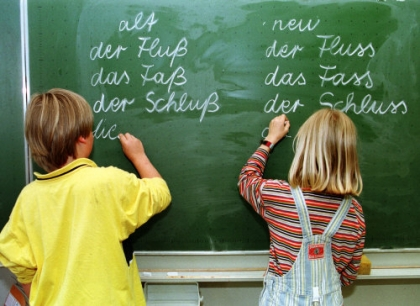 alt
der Fluß
das Faß
der Schluß
neu
der Fluss
das Fass
der Schluss